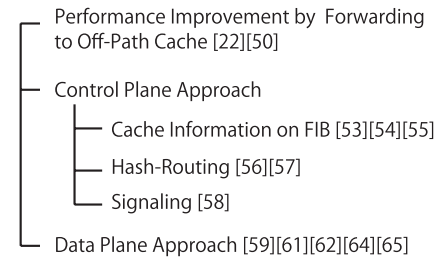 Performance Improvement by Forwarding
to Off-Path Cache [22][50]
Control Plane Approach
Cache Information on FIB [53][54][55]
Hash-Routing [56][57]
Signaling [58]
Data Plane Approach [59][61][62][64][65]